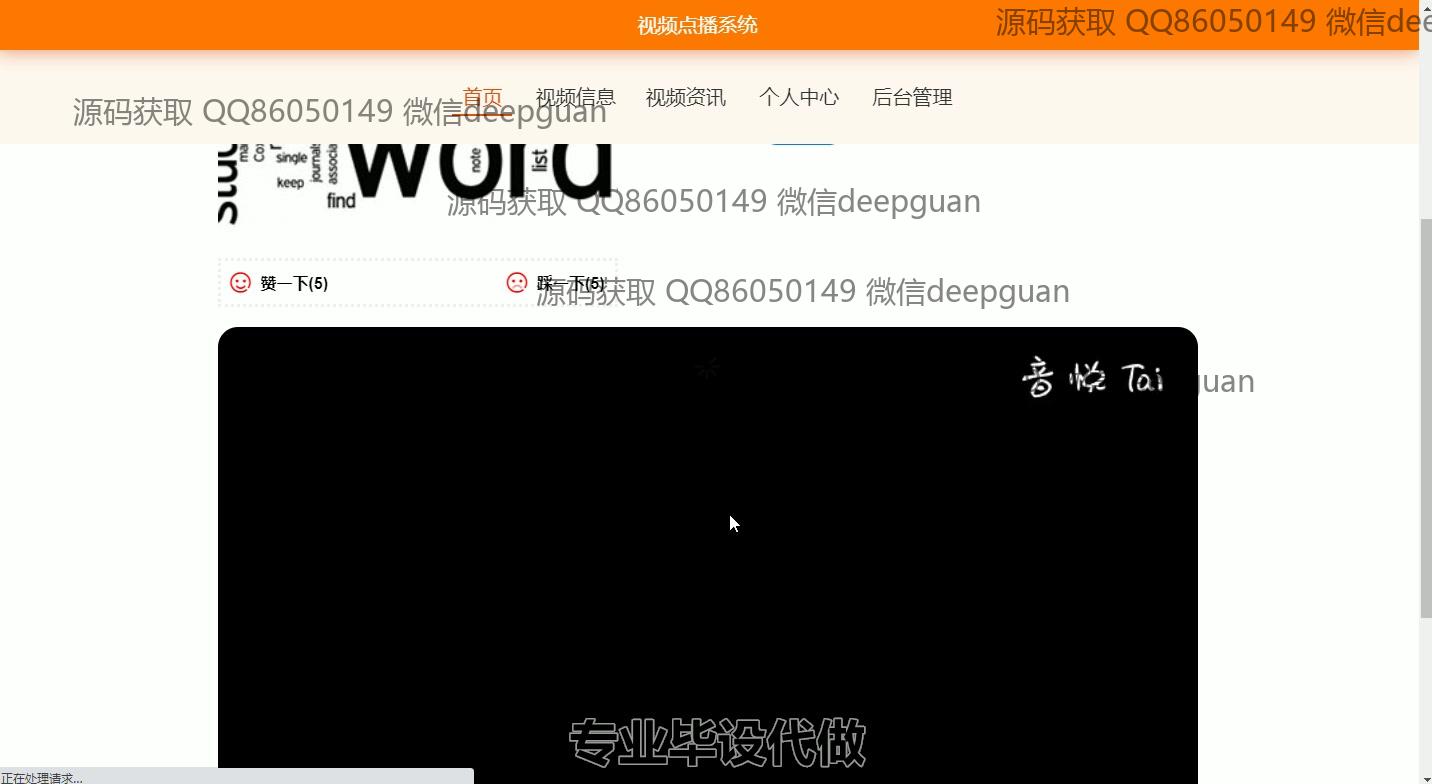 视频点播系统
源码获取 QQ86050149 微信dee
首页 视频信息 视频资讯 个人中心 后台管理
源码获取 QQ86050149 微信deepguan
single
keep
find
word
note
list
源码获取 QQ86050149 微信deepguan
赞一下(5) 踩一下(5)
源码获取 QQ86050149 微信deepguan
音悦Tai
guan
专业毕设代做
正在处理请求...